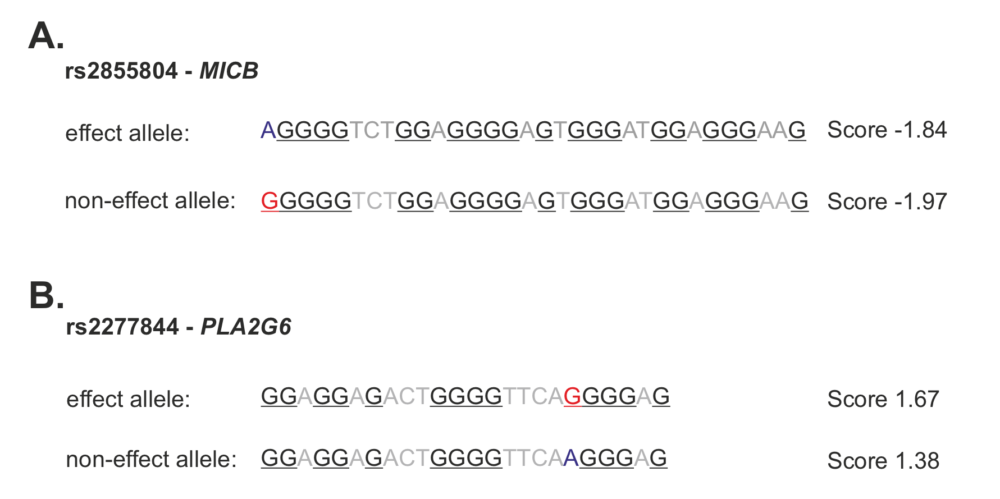 A.
rs2855804 - MICB
effect allele: AGGGGTCTGGAGGGGAGTGGGATGGAGGGAAG Score -1.84
non-effect allele: GGGGGTCTGGAGGGGAGTGGGATGGAGGGAAG Score -1.97
B.
rs2277844 - PLA2G6
effect allele: GGAGGAGACTGGGGTTCAGGGGAG Score 1.67
non-effect allele: GGAGGAGACTGGGGTTCAAGGGAG Score 1.38